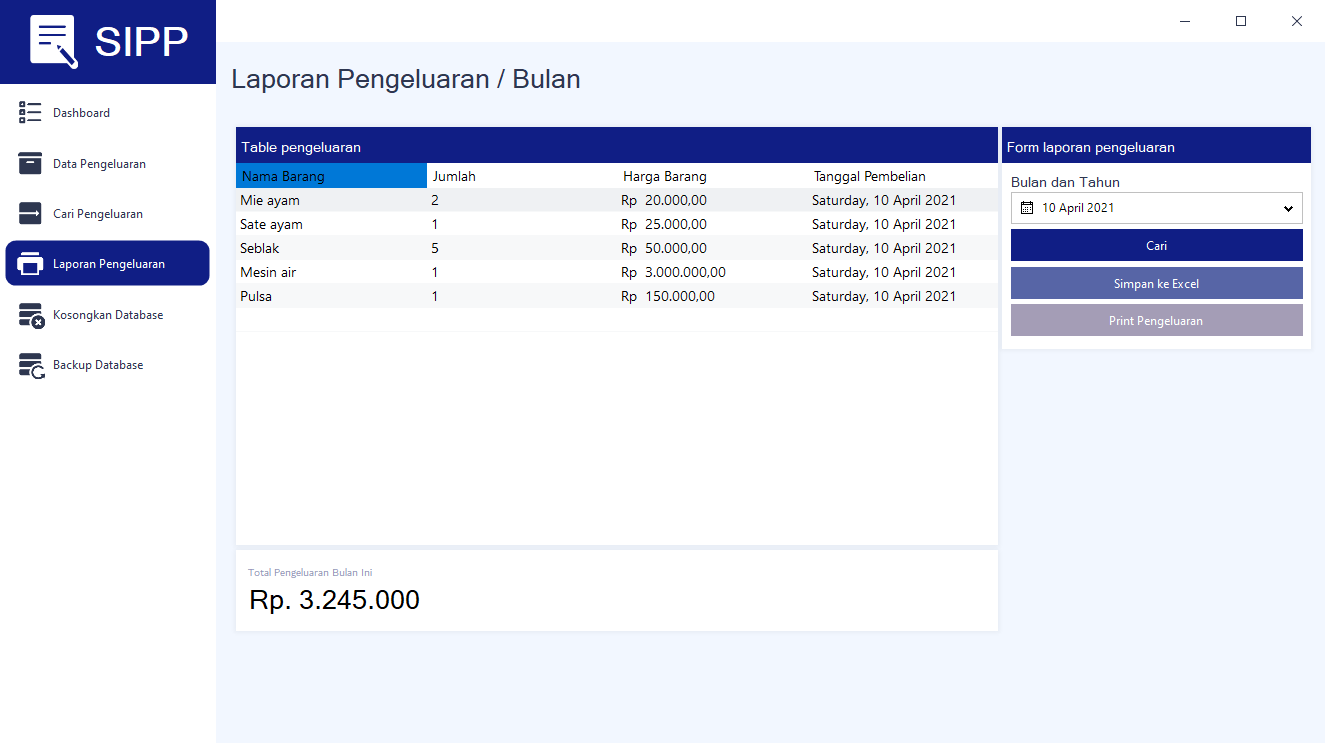 SIPP
Dashboard
Data Pengeluaran
Cari Pengeluaran
Laporan Pengeluaran
Kosongkan Database
Backup Database
Laporan Pengeluaran / Bulan
Table pengeluaran
Nama Barang Jumlah Harga Barang Tanggal Pembelian
Mie ayam 2 Rp 20.000,00 Saturday, 10 April 2021
Sate ayam 1 Rp 25.000,00 Saturday, 10 April 2021
Seblak 5 Rp 50.000,00 Saturday, 10 April 2021
Mesin air 1 Rp 3.000.000,00 Saturday, 10 April 2021
Pulsa 1 Rp 150.000,00 Saturday, 10 April 2021
Total Pengeluaran Bulan Ini
Rp. 3.245.000
Form laporan pengeluaran
Bulan dan Tahun
10 April 2021
Cari
Simpan ke Excel
Print Pengeluaran